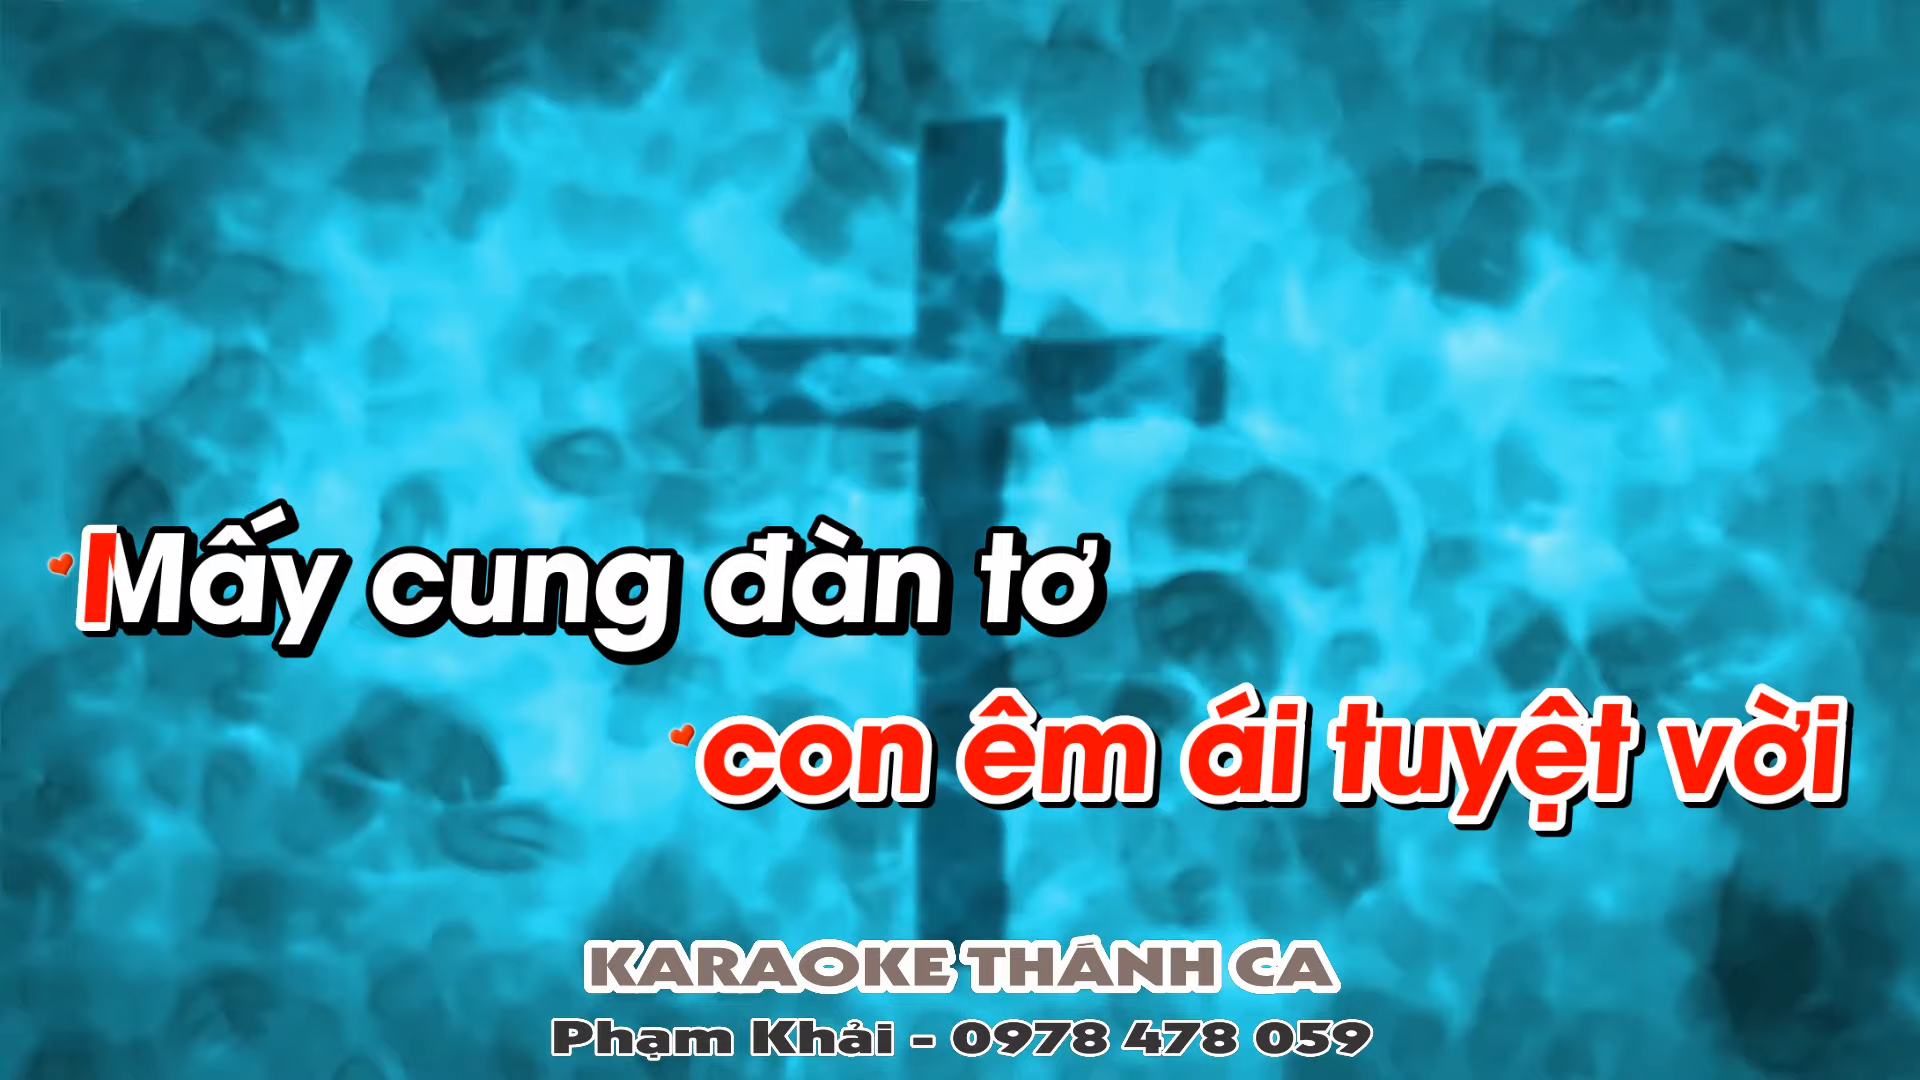 Mấy cung đàn tơ
con êm ái tuyệt vời
KARAOKE THÁNH CA
Phạm Khải - 0978 478 059